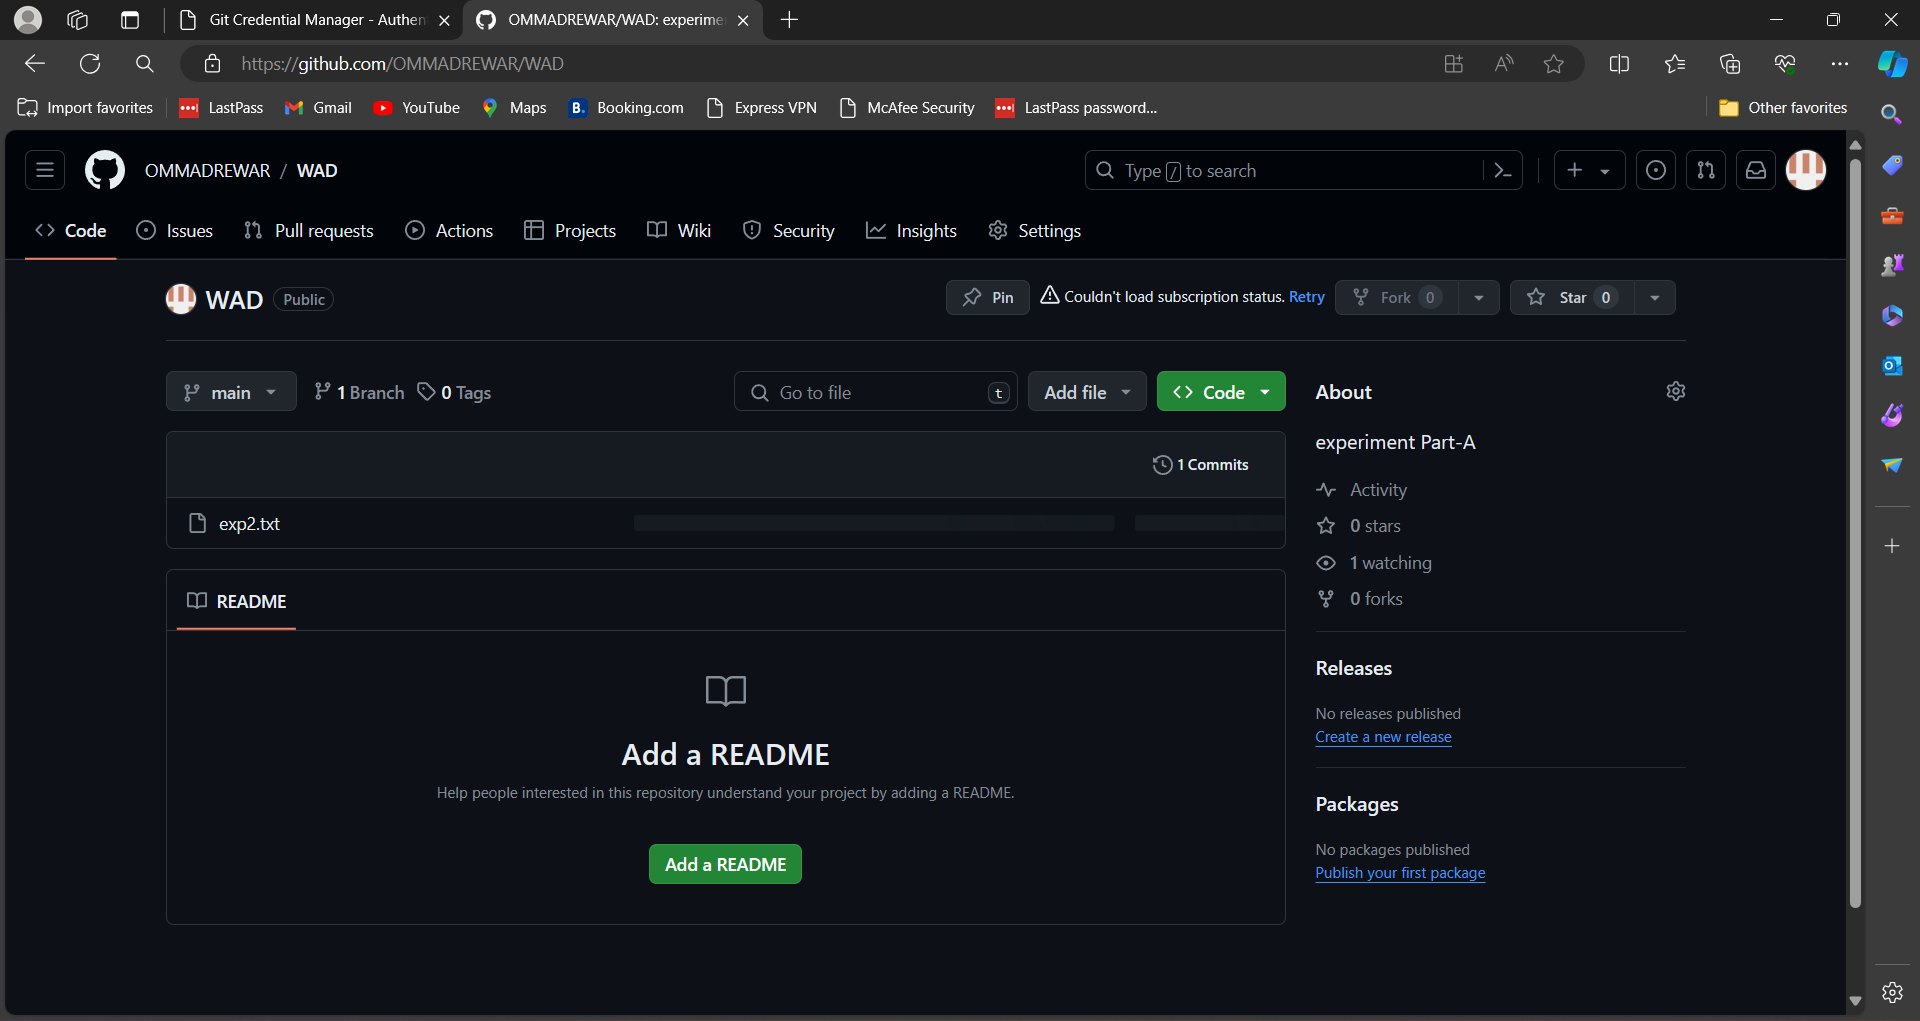 Git Credential Manager - Authen
OMMADREWAR/WAD: experime
https://github.com/OMMADREWAR/WAD
Import favorites
LastPass
Gmail
YouTube
Maps
B. Booking.com
Express VPN
McAfee Security
LastPass password...
Other favorites
OMMADREWAR / WAD
Type / to search
Code
Issues
Pull requests
Actions
Projects
Wiki
Security
Insights
Settings
WAD Public
Pin
Couldn't load subscription status. Retry
Fork 0
Star 0
main
1 Branch
0 Tags
Go to file t
Add file
Code
1 Commits
exp2.txt
README
Add a README
Help people interested in this repository understand your project by adding a README.
Add a README
About
experiment Part-A
Activity
0 stars
1 watching
0 forks
Releases
No releases published
Create a new release
Packages
No packages published
Publish your first package